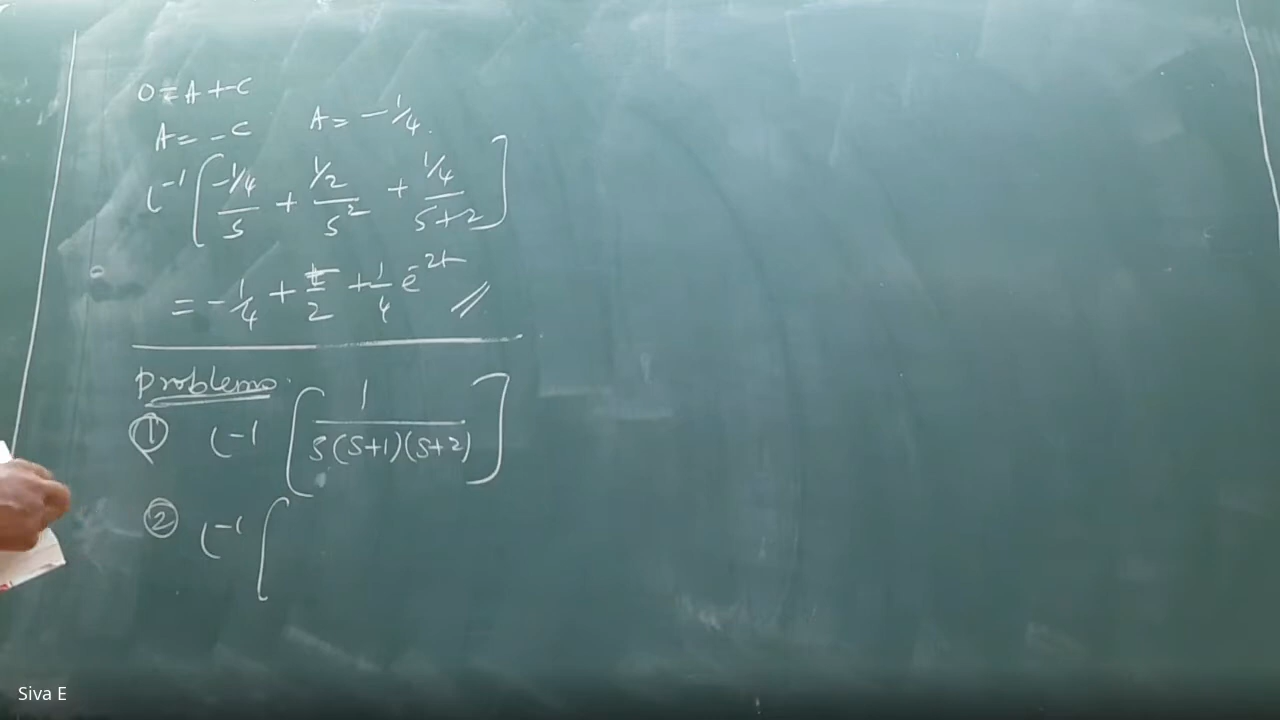 0 = A + C
A = -C    A = -1/4.
L⁻¹ [ (-1/4)/s + (1/2)/s² + (1/4)/(s+2) ]
= -1/4 + t/2 + 1/4 e^{-2t} //
Problems.
① L⁻¹ [ 1/(s(s+1)(s+2)) ]
② L⁻¹ [
Siva E